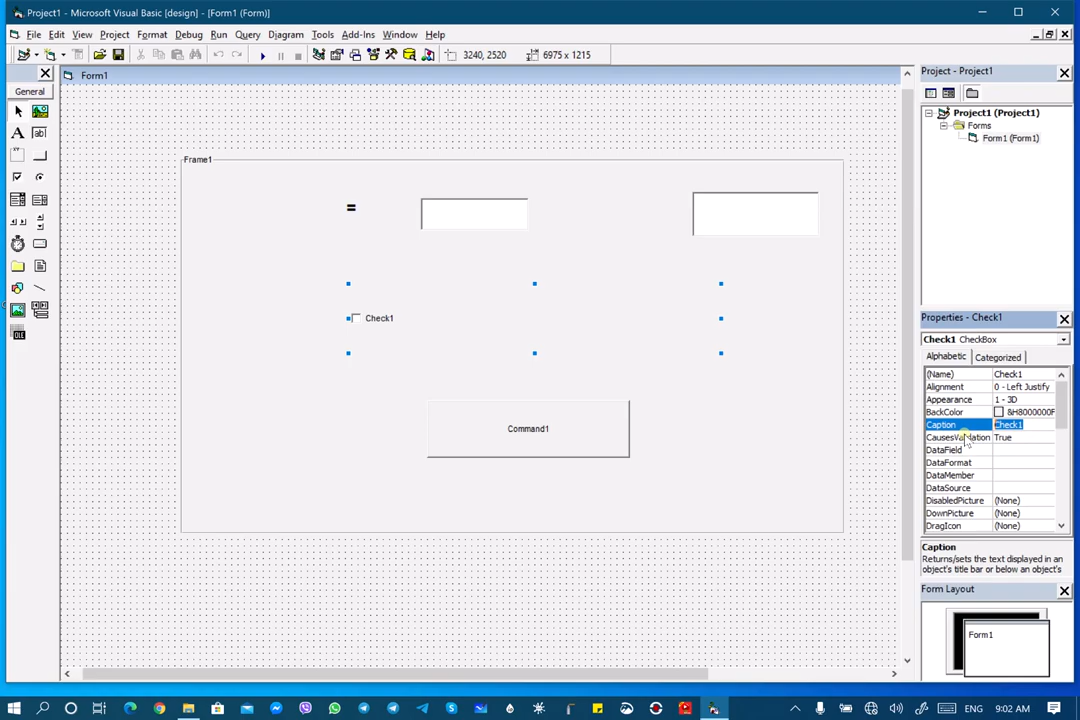 Project1 - Microsoft Visual Basic [design] - [Form1 (Form)]
File Edit View Project Format Debug Run Query Diagram Tools Add-Ins Window Help
3240, 2520 6975 x 1215
General
Form1
Frame1
=
Check1
Command1
Project - Project1
Project1 (Project1)
Forms
Form1 (Form1)
Properties - Check1
Check1 CheckBox
Alphabetic Categorized
(Name) Check1
Alignment 0 - Left Justify
Appearance 1 - 3D
BackColor &H8000000F
Caption Check1
CausesValidation True
DataField
DataFormat
DataMember
DataSource
DisabledPicture (None)
DownPicture (None)
DragIcon (None)
Caption
Returns/sets the text displayed in an
object's title bar or below an object's
Form Layout
Form1
A ab|
OLE
ENG 9:02 AM